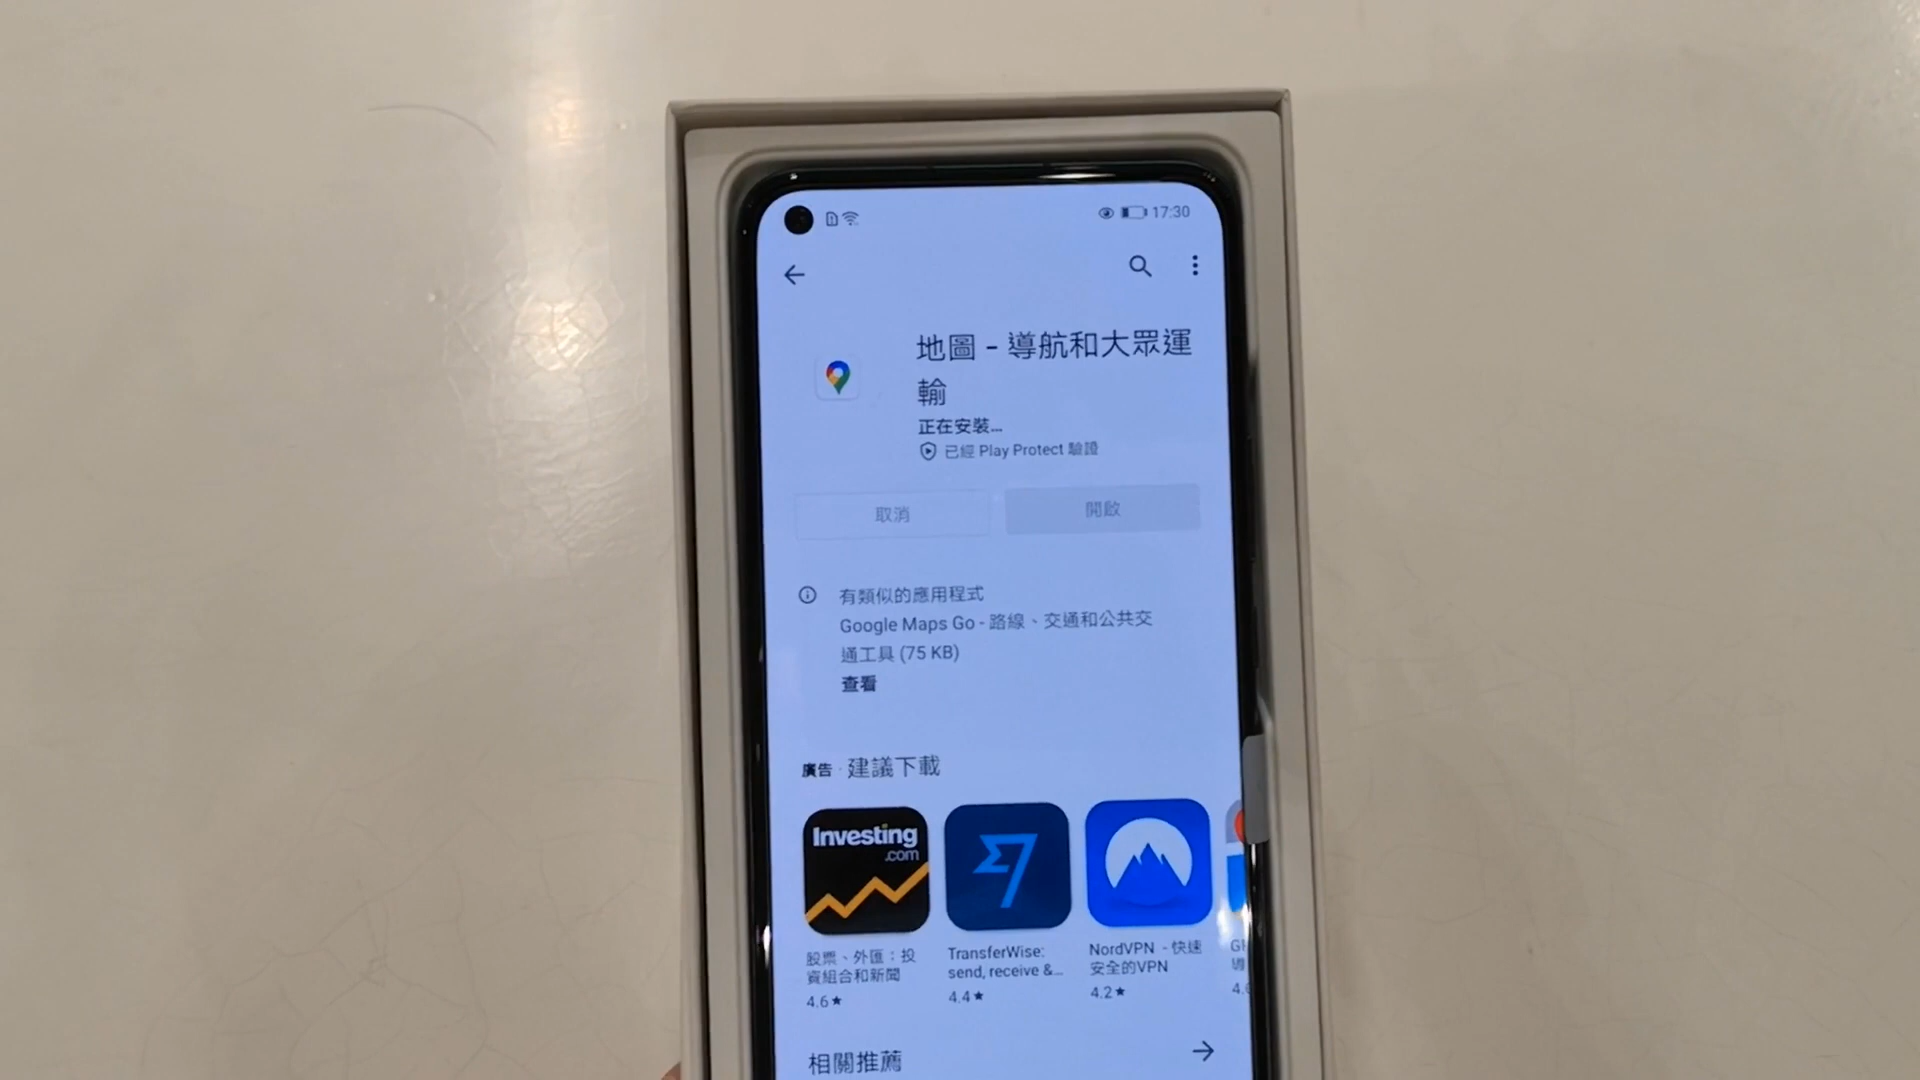 17:30
地圖 - 導航和大眾運
輸
正在安裝...
已經 Play Protect 驗證
取消
開啟
有類似的應用程式
Google Maps Go - 路線、交通和公共交
通工具 (75 KB)
查看
廣告 · 建議下載
Investing
.com
股票、外匯：投
資組合和新聞
4.6★
TransferWise:
send, receive &...
4.4★
NordVPN - 快速
安全的VPN
4.2★
相關推薦